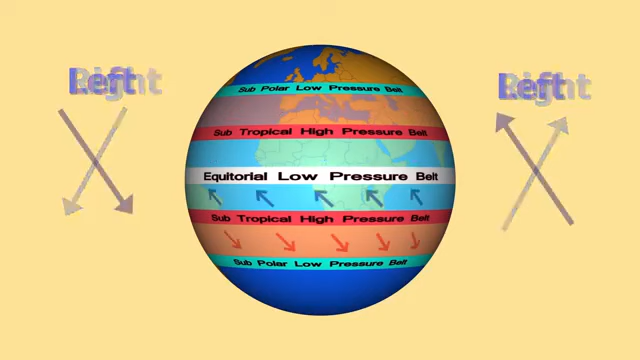 Sub Polar Low Pressure Belt
Sub Tropical High Pressure Belt
Equitorial Low Pressure Belt
Sub Tropical High Pressure Belt
Sub Polar Low Pressure Belt